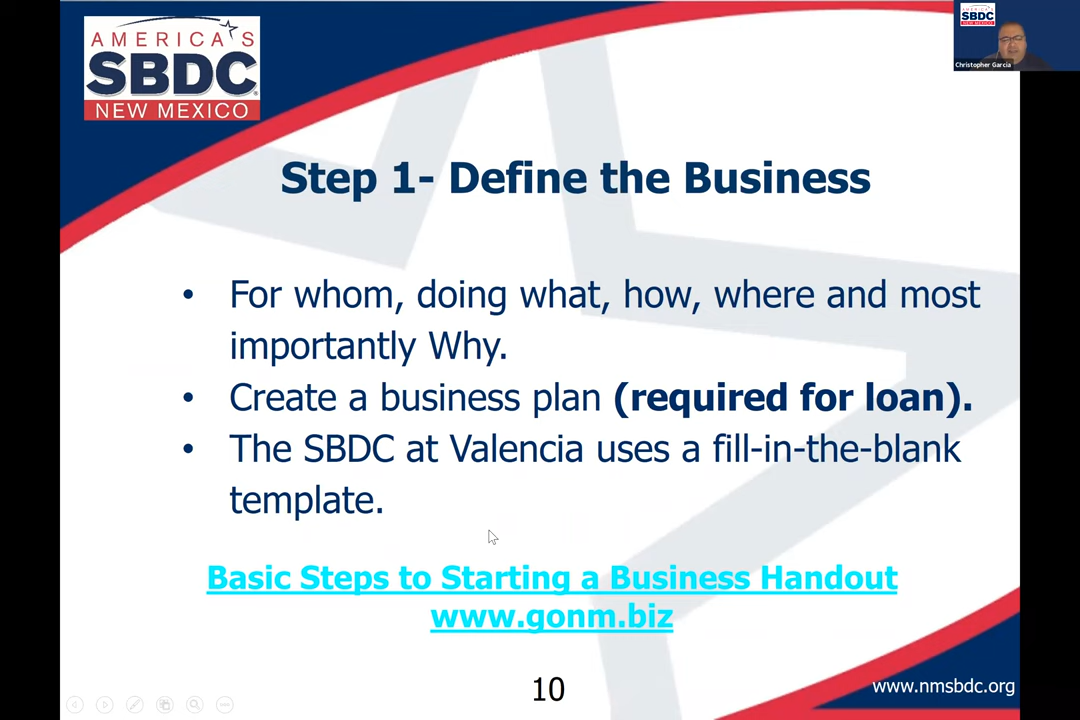 AMERICA'S
SBDC
NEW MEXICO
SBDC
NEW MEXICO
Christopher Garcia
Step 1- Define the Business
• For whom, doing what, how, where and most
importantly Why.
• Create a business plan (required for loan).
• The SBDC at Valencia uses a fill-in-the-blank
template.
Basic Steps to Starting a Business Handout
www.gonm.biz
10
www.nmsbdc.org